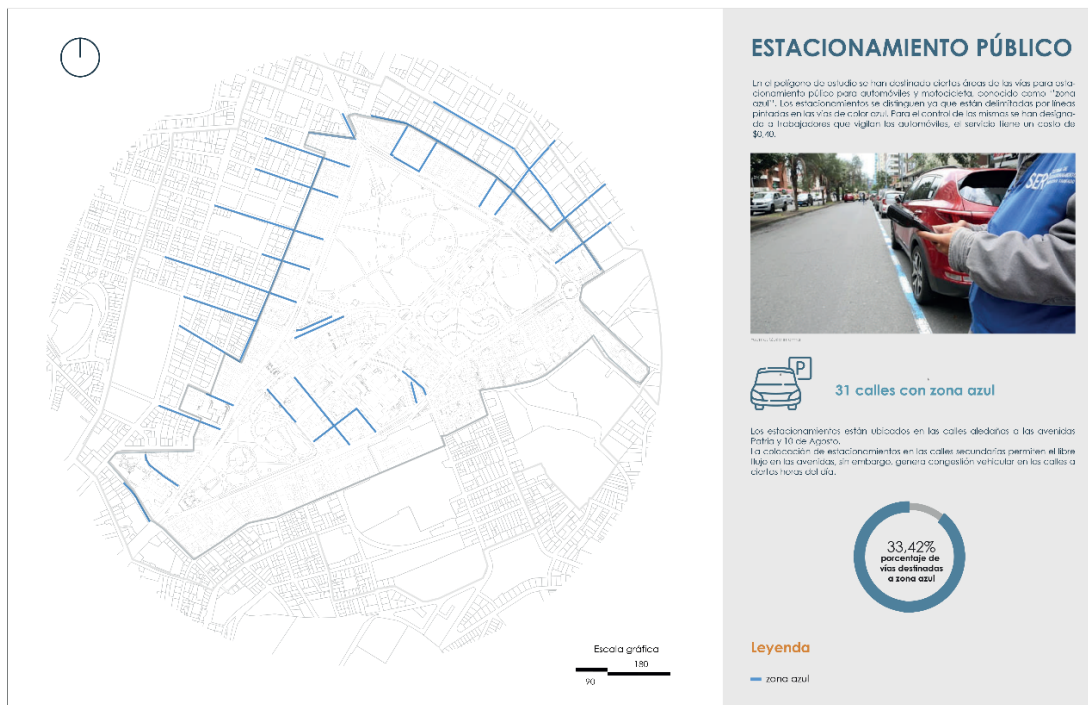 ESTACIONAMIENTO PÚBLICO
En el polígono de estudio se han destinado ciertas áreas de las vías para esta-
cionamiento púlico para automóviles y motocicleta, conocido como "zona
azul". Los estacionamientos se distinguen ya que están delimitadas por líneas
pintadas en las vías de color azul. Para el control de las mismas se han designa-
do a trabajadores que vigilan los automóviles, el servicio tiene un costo de
$0,40.
SER
P
31 calles con zona azul
Los estacionamientos están ubicados en las calles aledañas a las avenidas
Patria y 10 de Agosto.
La colocación de estacionamientos en las calles secundarias permiten el libre
flujo en las avenidas, sin embargo, genera congestión vehicular en las calles a
ciertas horas del día.
33,42%
porcentaje de
vías destinadas
a zona azul
Escala gráfica
180
90
Leyenda
zona azul